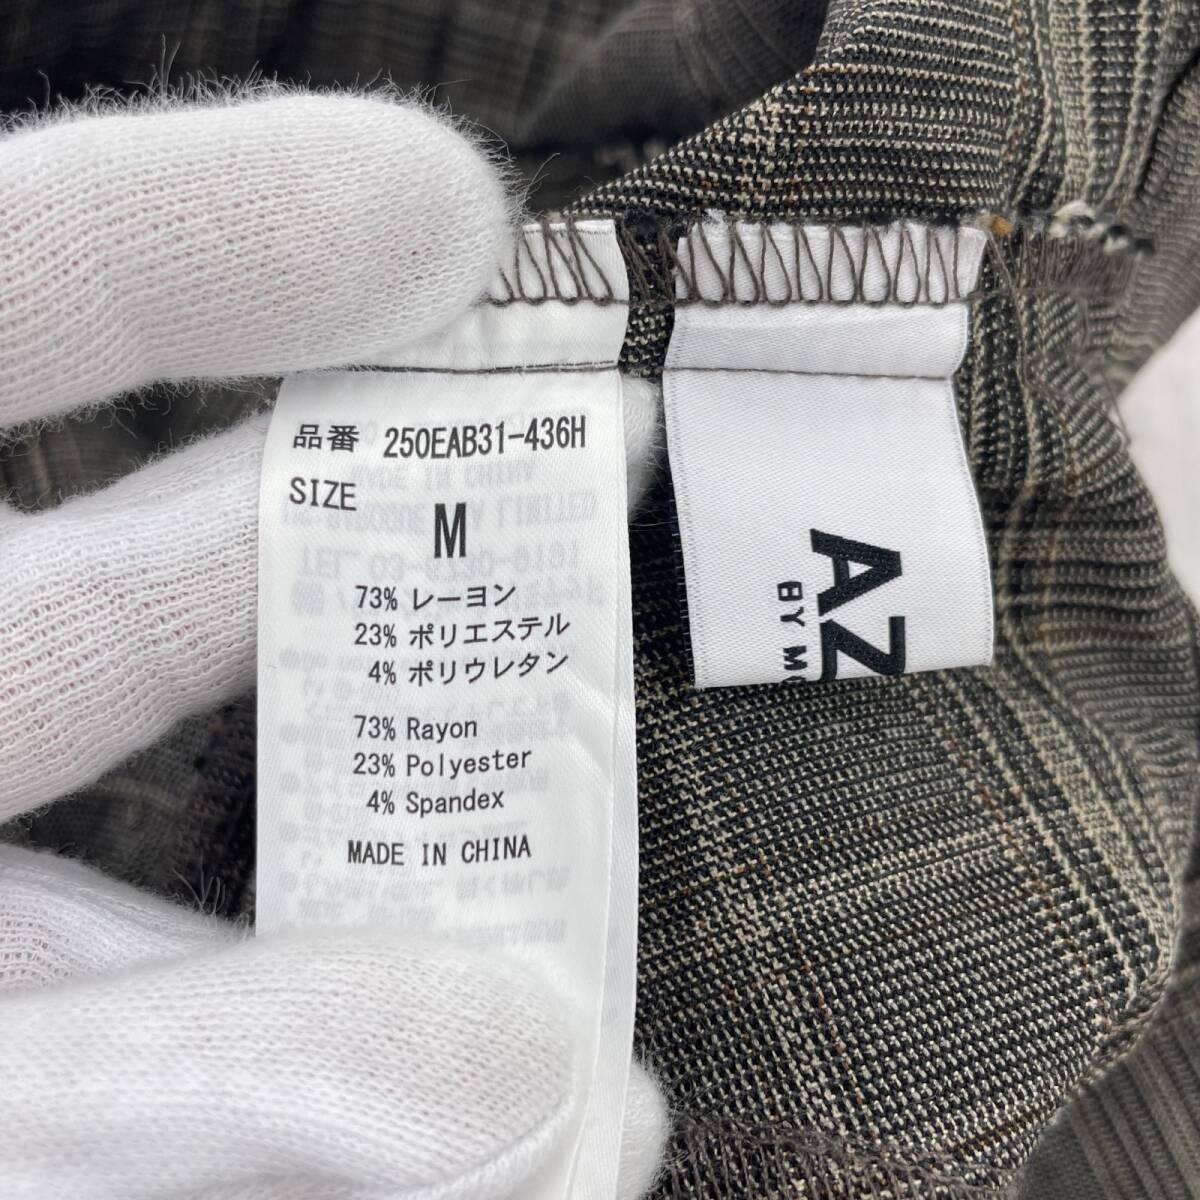 品番 250EAB31-436H
SIZE
M
73% レーヨン
23% ポリエステル
4% ポリウレタン
73% Rayon
23% Polyester
4% Spandex
MADE IN CHINA
AZ
BY MO